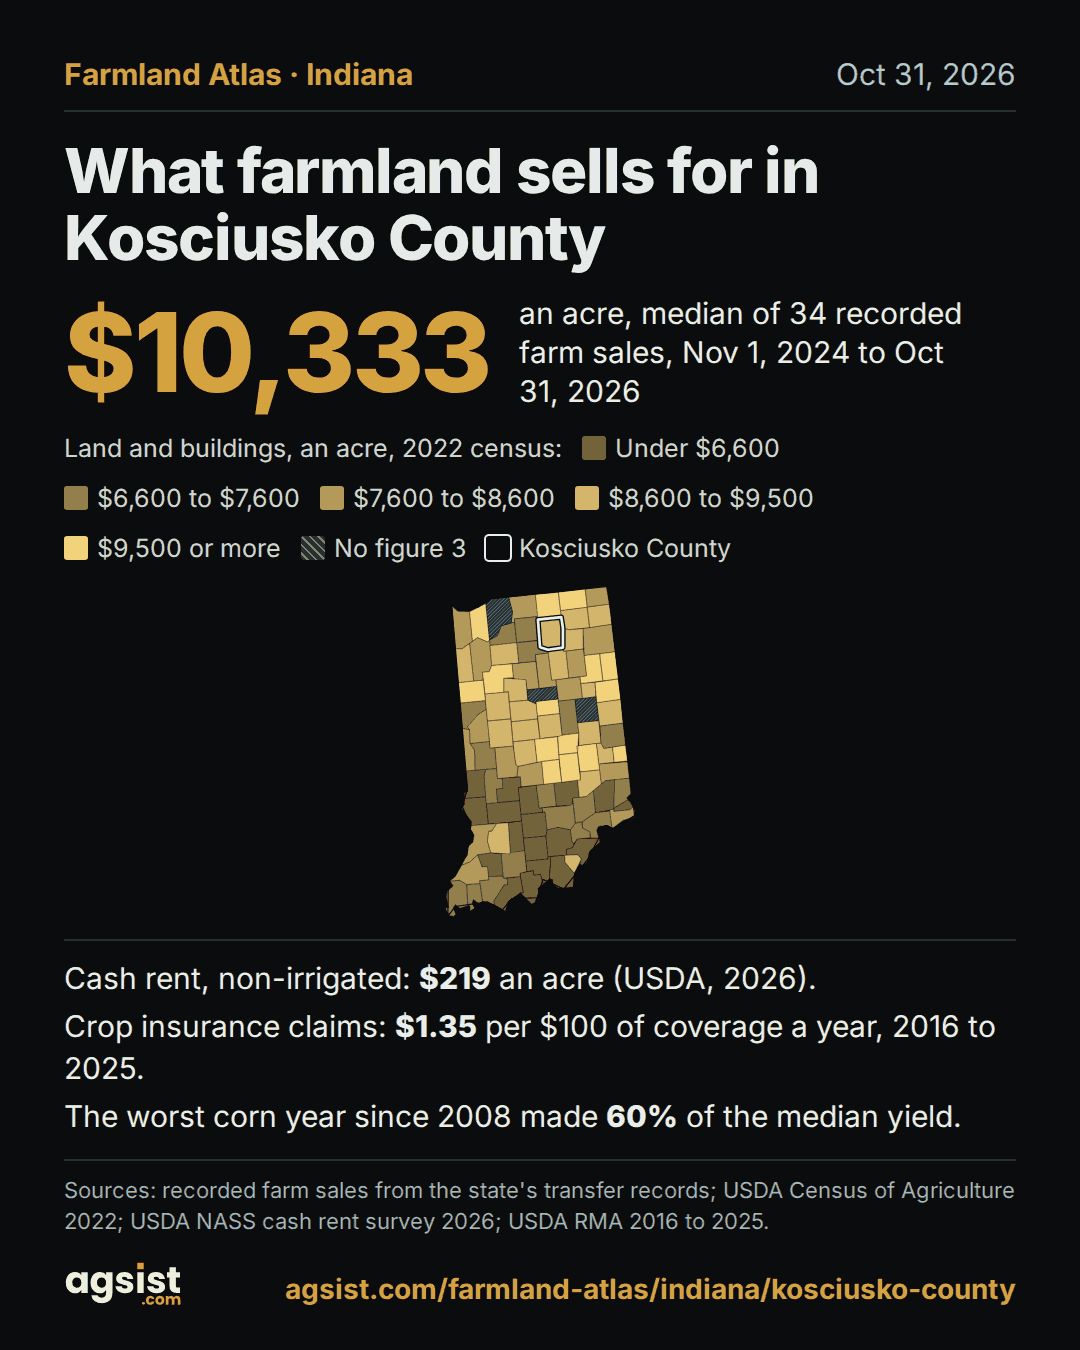 Farmland Atlas · Indiana
Oct 31, 2026
What farmland sells for in
Kosciusko County
$10,333
an acre, median of 34 recorded
farm sales, Nov 1, 2024 to Oct
31, 2026
Land and buildings, an acre, 2022 census: Under $6,600
$6,600 to $7,600 $7,600 to $8,600 $8,600 to $9,500
$9,500 or more No figure 3 Kosciusko County
Cash rent, non-irrigated: $219 an acre (USDA, 2026).
Crop insurance claims: $1.35 per $100 of coverage a year, 2016 to
2025.
The worst corn year since 2008 made 60% of the median yield.
Sources: recorded farm sales from the state's transfer records; USDA Census of Agriculture
2022; USDA NASS cash rent survey 2026; USDA RMA 2016 to 2025.
agsist
.com
agsist.com/farmland-atlas/indiana/kosciusko-county